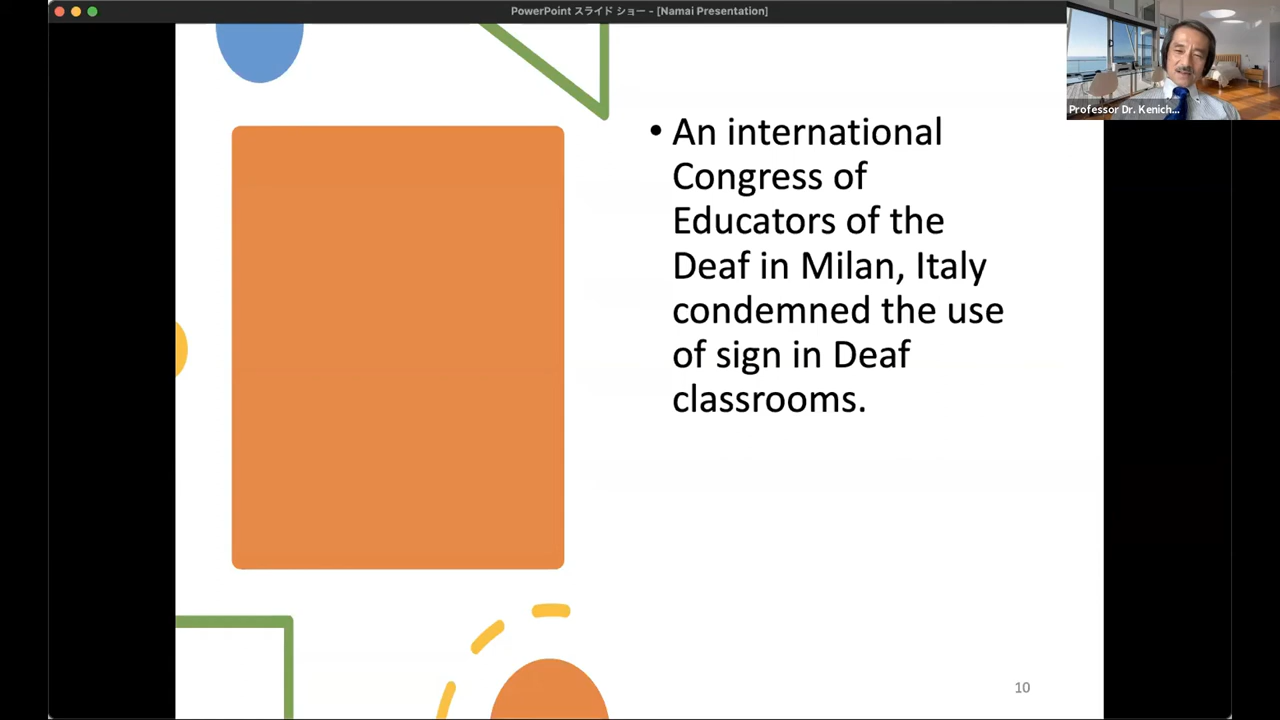 PowerPoint スライド ショー - [Namai Presentation]
Professor Dr. Kenich...
• An international
Congress of
Educators of the
Deaf in Milan, Italy
condemned the use
of sign in Deaf
classrooms.
10